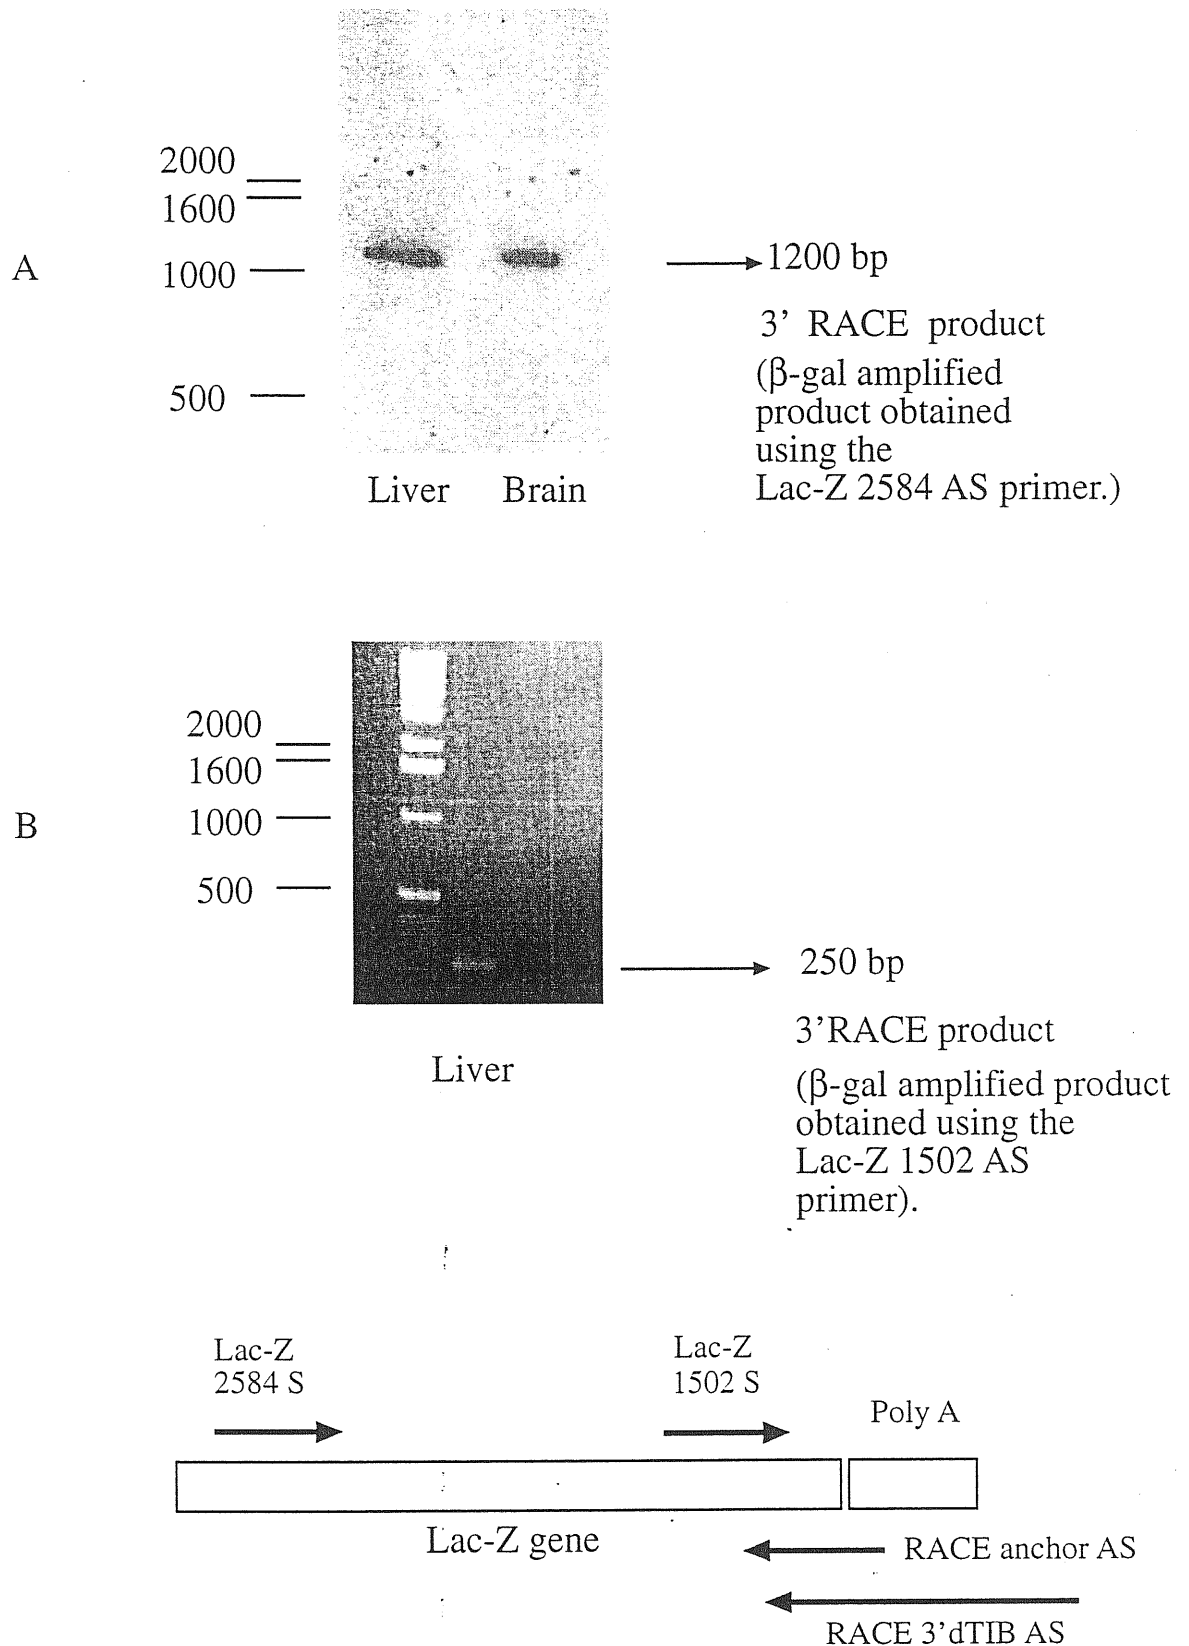 A
2000
1600
1000
500
Liver Brain
1200 bp
3' RACE product
(β-gal amplified
product obtained
using the
Lac-Z 2584 AS primer.)
B
2000
1600
1000
500
Liver
250 bp
3'RACE product
(β-gal amplified product
obtained using the
Lac-Z 1502 AS
primer).
Lac-Z
2584 S
Lac-Z
1502 S
Poly A
Lac-Z gene
RACE anchor AS
RACE 3'dTIB AS